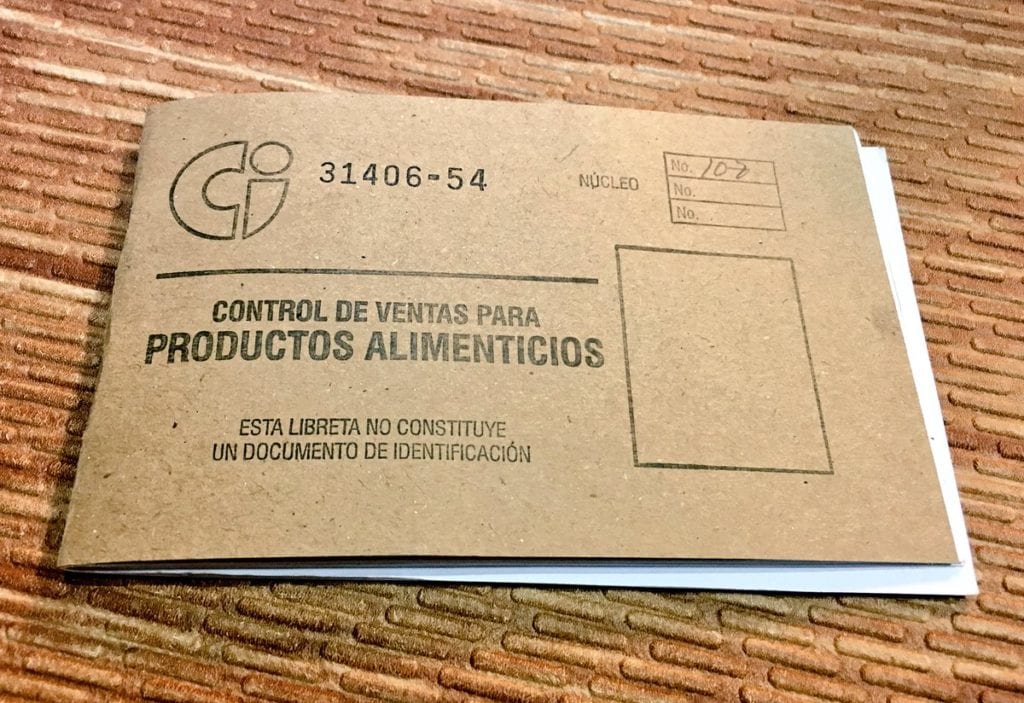 Ci
31406-54
NÚCLEO
No. 107
No.
No.
CONTROL DE VENTAS PARA
PRODUCTOS ALIMENTICIOS
ESTA LIBRETA NO CONSTITUYE
UN DOCUMENTO DE IDENTIFICACIÓN